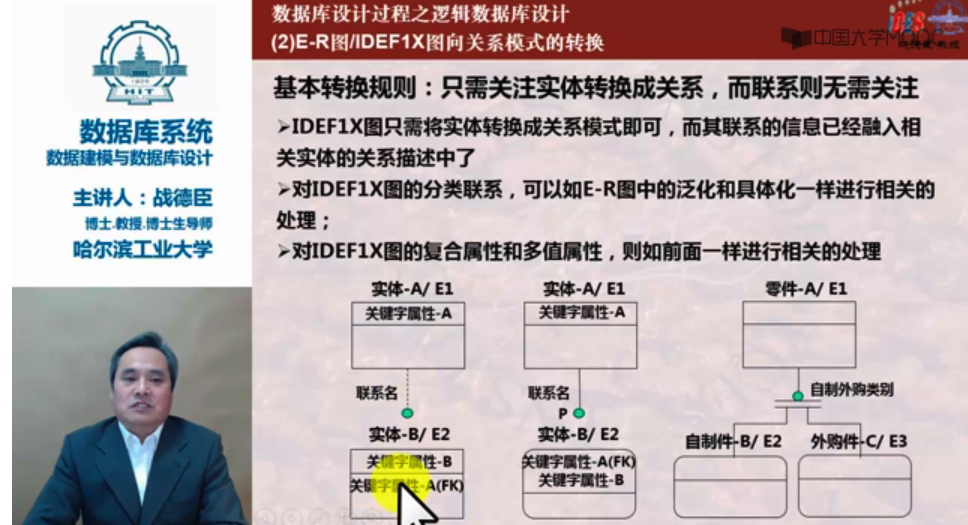 数据库设计过程之逻辑数据库设计
(2)E-R图/IDEF1X图向关系模式的转换
中国大学MOOC
HIT
数据库系统
数据建模与数据库设计
主讲人：战德臣
博士.教授.博士生导师
哈尔滨工业大学
基本转换规则：只需关注实体转换成关系，而联系则无需关注
➢IDEF1X图只需将实体转换成关系模式即可，而其联系的信息已经融入相
关实体的关系描述中了
➢对IDEF1X图的分类联系，可以如E-R图中的泛化和具体化一样进行相关的
处理；
➢对IDEF1X图的复合属性和多值属性，则如前面一样进行相关的处理
实体-A/ E1
关键字属性-A
联系名
实体-B/ E2
关键字属性-B
关键字属性-A(FK)
实体-A/ E1
关键字属性-A
联系名
P
实体-B/ E2
关键字属性-A(FK)
关键字属性-B
零件-A/ E1
自制外购类别
自制件-B/ E2
外购件-C/ E3